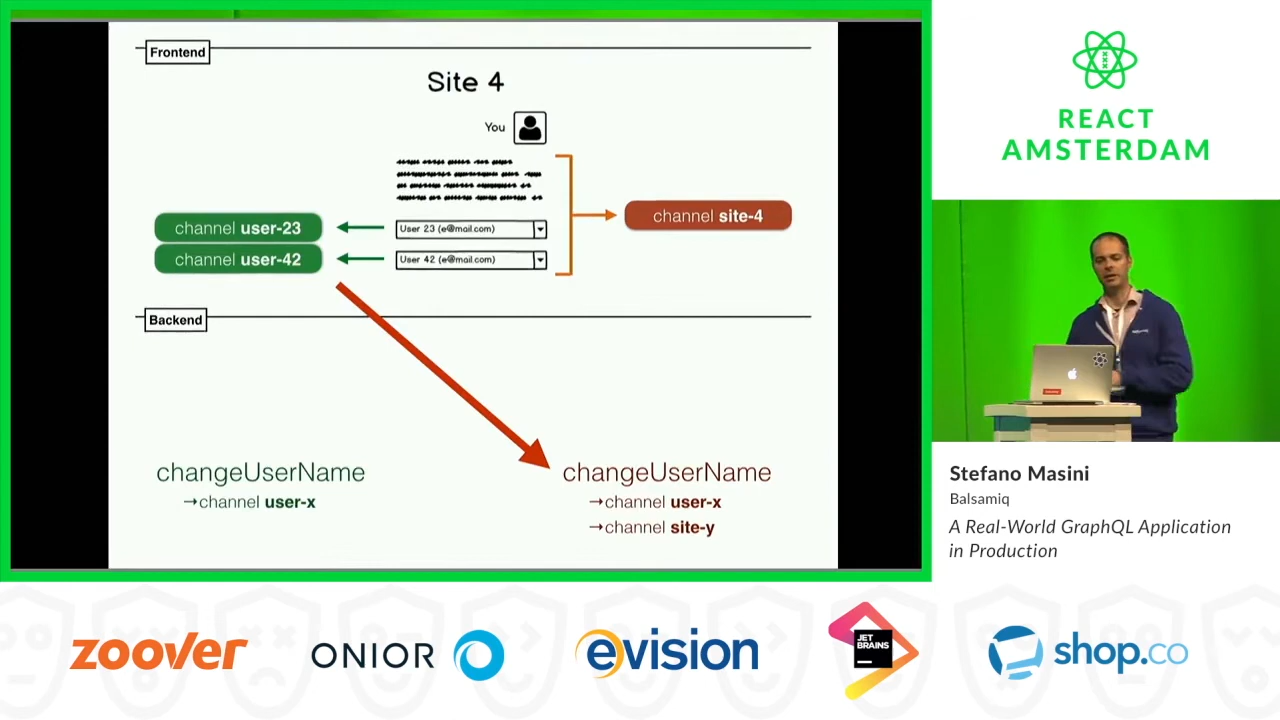 Frontend
Site 4
You
channel user-23
User 23 (e@mail.com)
channel site-4
channel user-42
User 42 (e@mail.com)
Backend
changeUserName
→channel user-x
changeUserName
→channel user-x
→channel site-y
REACT
AMSTERDAM
Stefano Masini
Balsamiq
A Real-World GraphQL Application
in Production
zoover
ONIOR
evision
JET
BRAINS
shop.co